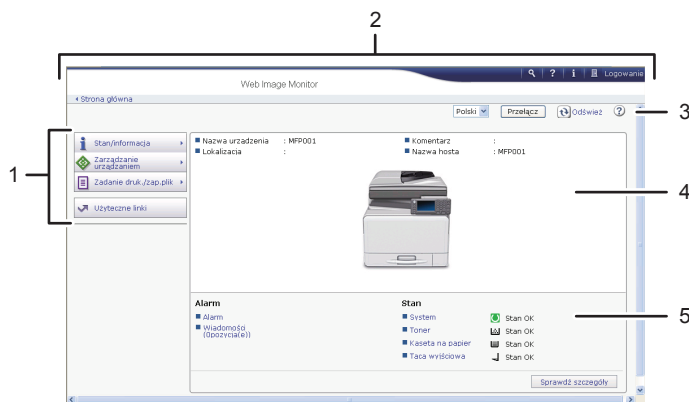 2
Logowanie
Web Image Monitor
Strona główna
Polski Przełącz Odśwież ? 3
1
Stan/informacja
Zarządzanie
urządzaniem
Zadanie druk./zap.plik
Użyteczne linki
Nazwa urzadzenia : MFP001
Komentarz :
Lokalizacja :
Nazwa hosta : MFP001
4
Alarm
Alarm
Wiadomości
(0pozycja(e))
Stan
System Stan OK
Toner Stan OK
Kaseta na papier Stan OK
Taca wyjściowa Stan OK
5
Sprawdź szczegóły